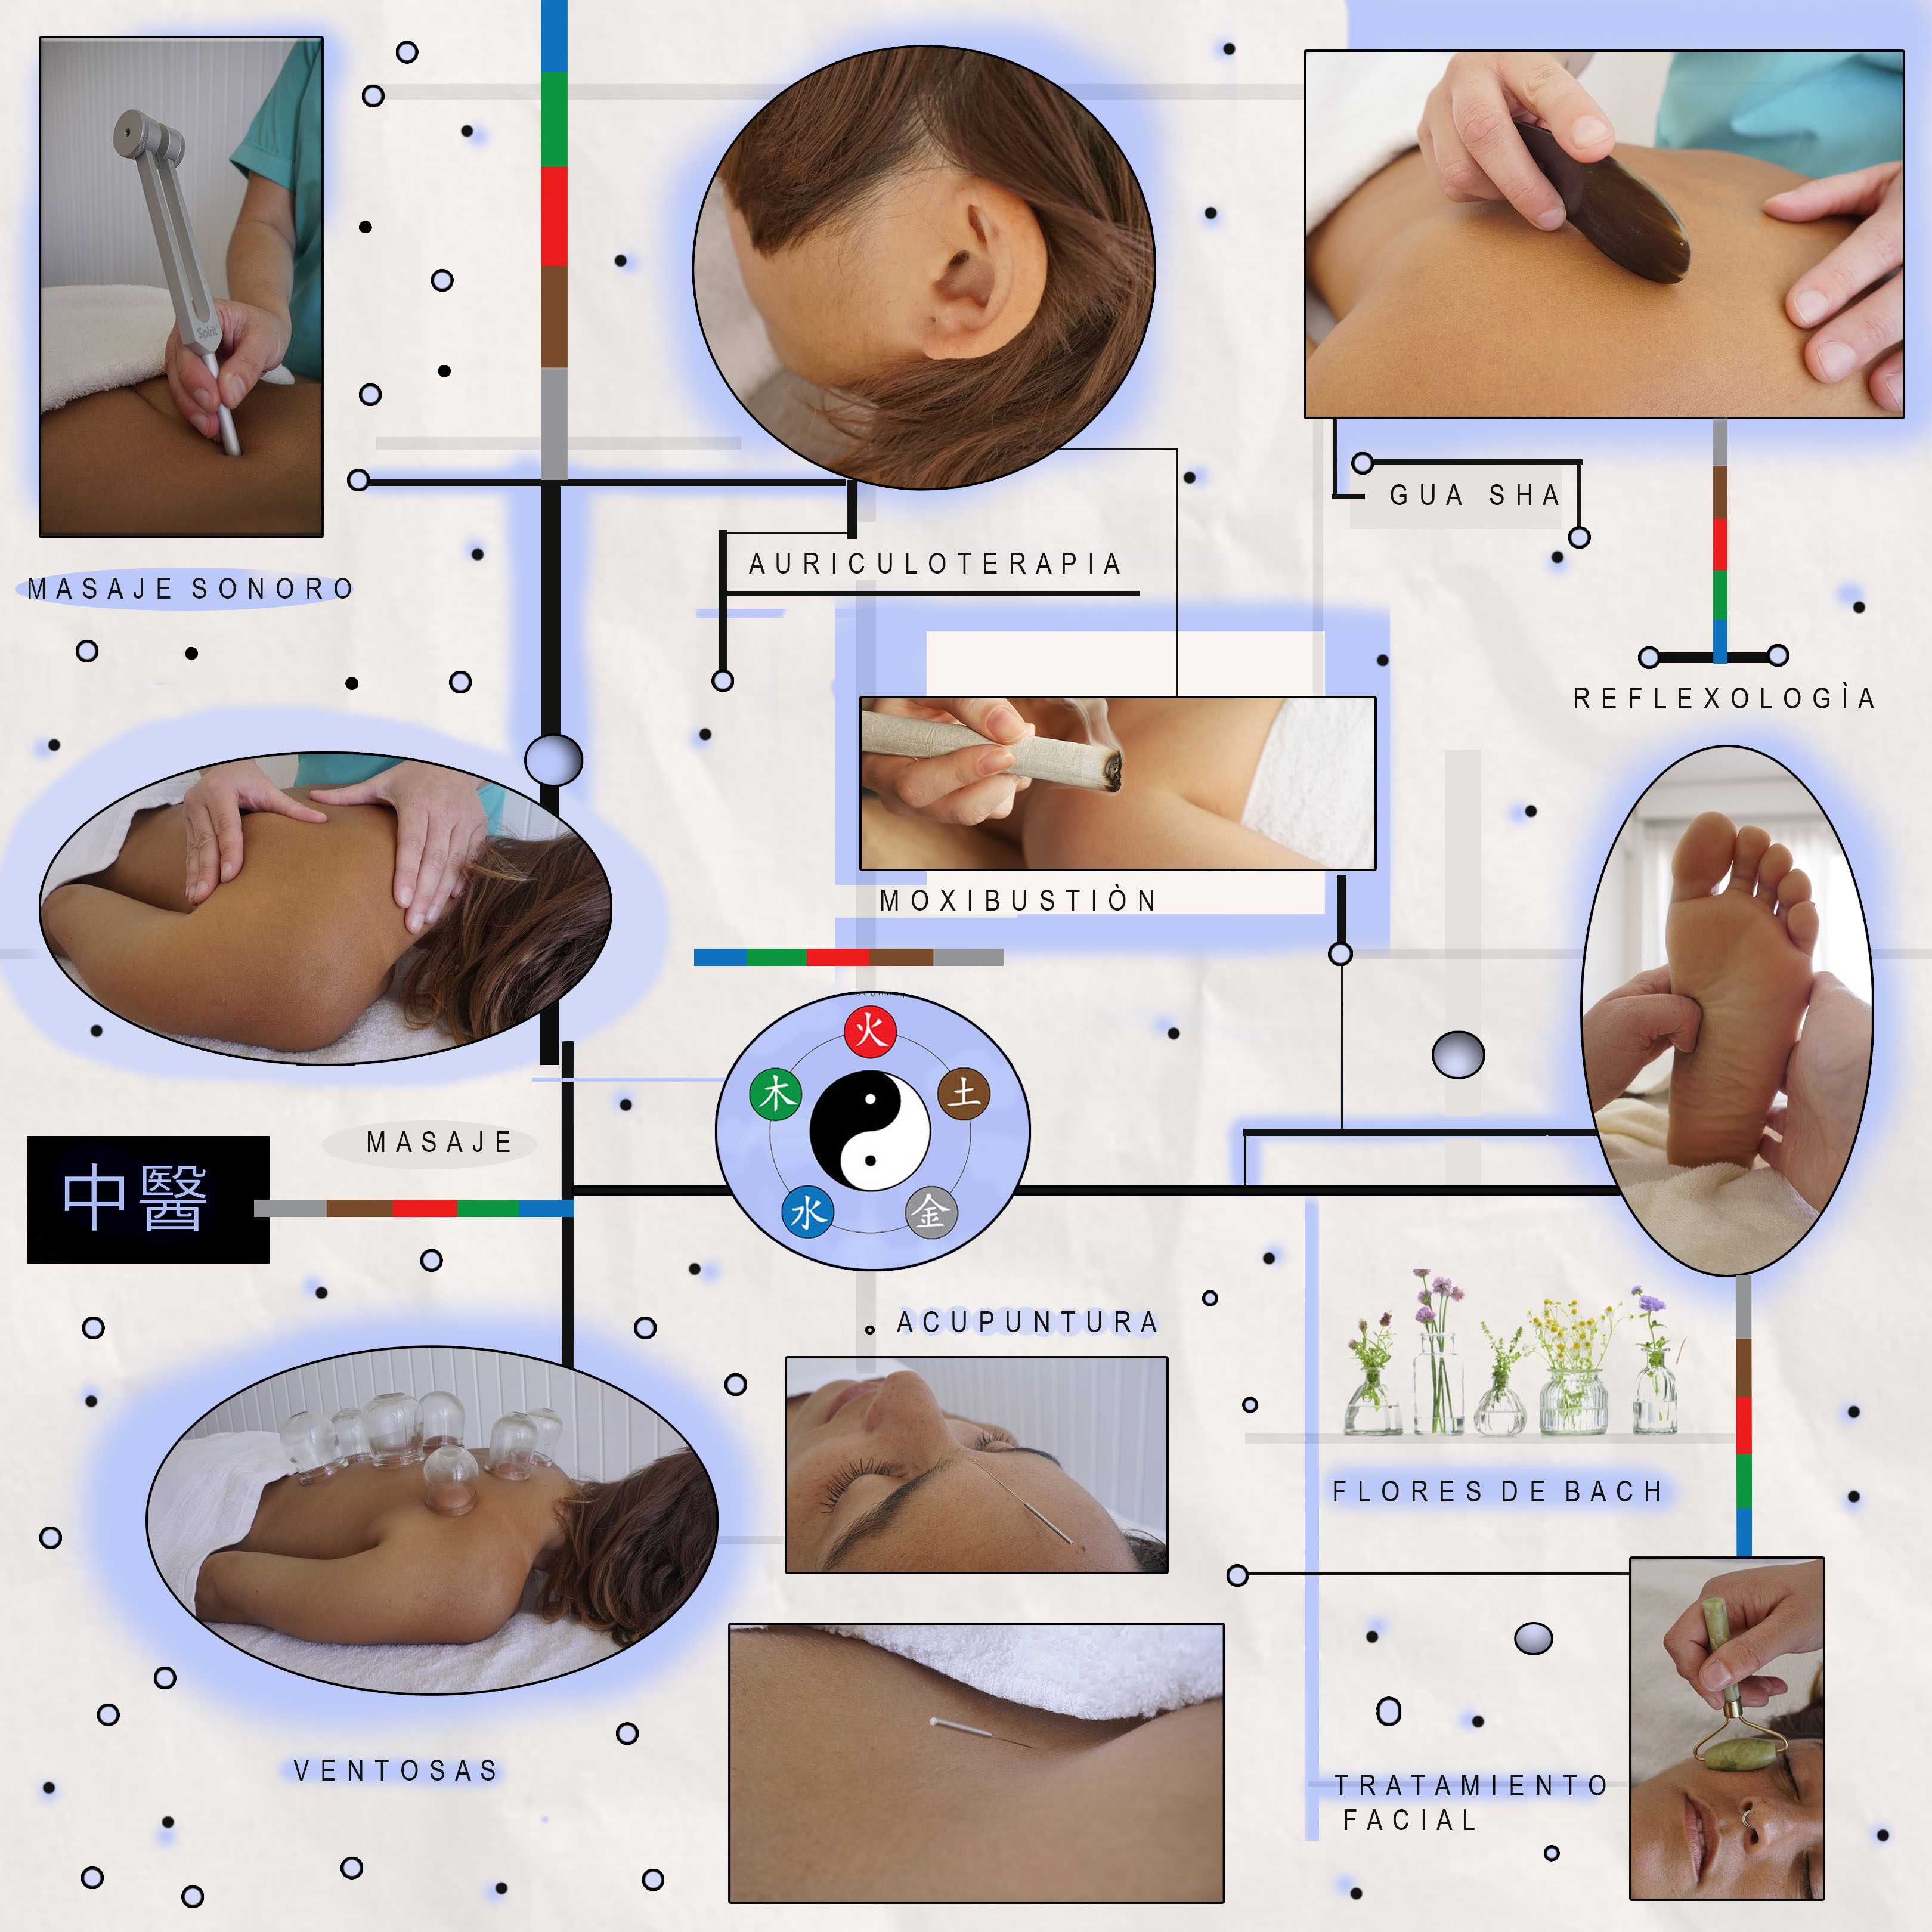 Spirit
GUA SHA
AURICULOTERAPIA
MASAJE SONORO
REFLEXOLOGÌA
MOXIBUSTIÒN
火
木
土
水
金
MASAJE
中醫
ACUPUNTURA
FLORES DE BACH
VENTOSAS
TRATAMIENTO
FACIAL